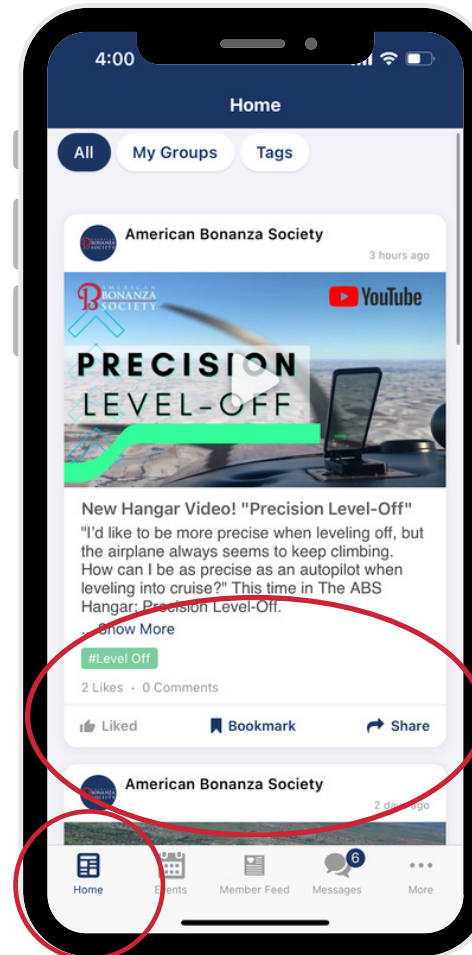 4:00
Home
All My Groups Tags
American Bonanza Society
3 hours ago
AMERICAN
BONANZA
SOCIETY
YouTube
PRECISION
LEVEL-OFF
New Hangar Video! "Precision Level-Off"
"I'd like to be more precise when leveling off, but
the airplane always seems to keep climbing.
How can I be as precise as an autopilot when
leveling into cruise?" This time in The ABS
Hangar: Precision Level-Off.
... Show More
#Level Off
2 Likes · 0 Comments
Liked Bookmark Share
American Bonanza Society
2 days ago
6
Home Events Member Feed Messages More